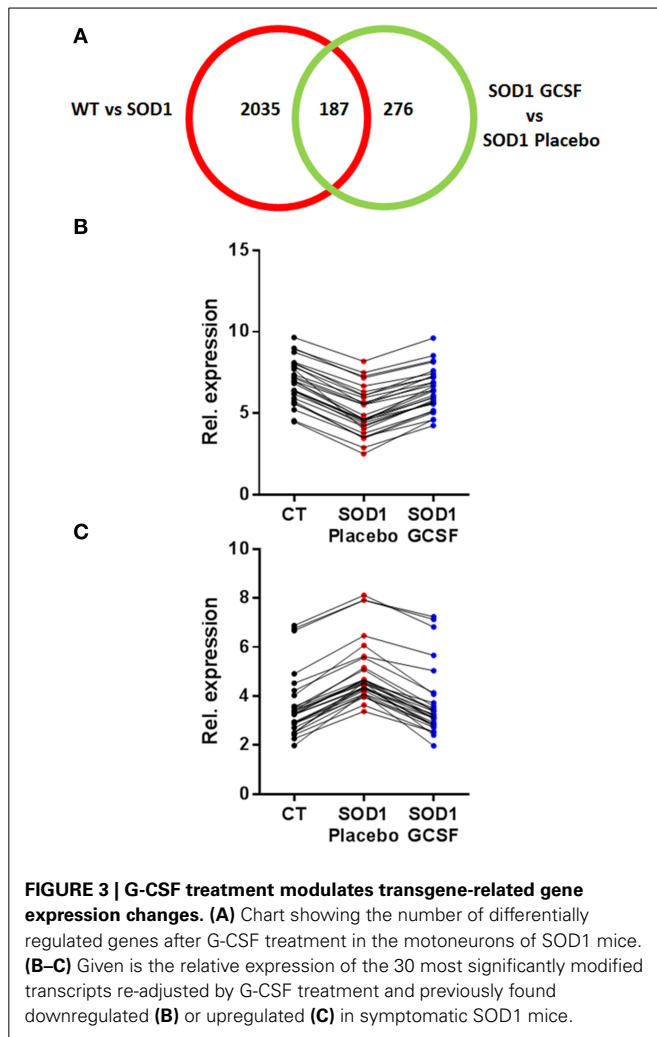 A
WT vs SOD1
2035
187
276
SOD1 GCSF
vs
SOD1 Placebo
B
15
10
5
0
Rel. expression
CT
SOD1
Placebo
SOD1
GCSF
C
10
8
6
4
2
0
Rel. expression
CT
SOD1
Placebo
SOD1
GCSF
FIGURE 3 | G-CSF treatment modulates transgene-related gene
expression changes. (A) Chart showing the number of differentially
regulated genes after G-CSF treatment in the motoneurons of SOD1 mice.
(B–C) Given is the relative expression of the 30 most significantly modified
transcripts re-adjusted by G-CSF treatment and previously found
downregulated (B) or upregulated (C) in symptomatic SOD1 mice.